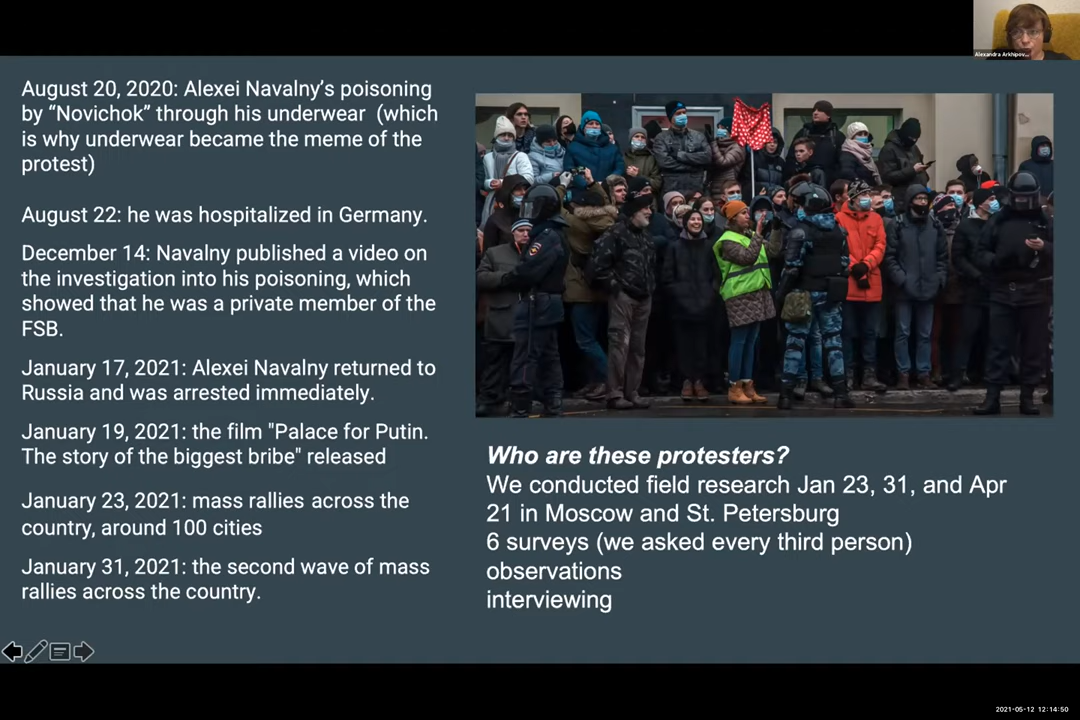 Alexandra Arkhipov...
August 20, 2020: Alexei Navalny's poisoning
by "Novichok" through his underwear (which
is why underwear became the meme of the
protest)
August 22: he was hospitalized in Germany.
December 14: Navalny published a video on
the investigation into his poisoning, which
showed that he was a private member of the
FSB.
January 17, 2021: Alexei Navalny returned to
Russia and was arrested immediately.
January 19, 2021: the film "Palace for Putin.
The story of the biggest bribe" released
January 23, 2021: mass rallies across the
country, around 100 cities
January 31, 2021: the second wave of mass
rallies across the country.
Who are these protesters?
We conducted field research Jan 23, 31, and Apr
21 in Moscow and St. Petersburg
6 surveys (we asked every third person)
observations
interviewing
2021-05-12 12:14:50